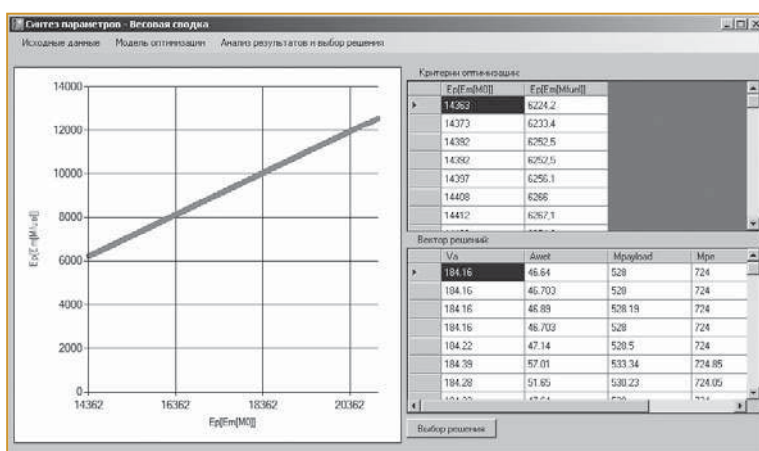 Синтез параметров - Весовая сводка
Исходные данные Модель оптимизации Анализ результатов и выбор решения
14000
12000
10000
8000
6000
4000
2000
0
14362 16362 18362 20362
Ep[Em[Mfuel]]
Ep[Em[M0]]
Критерии оптимизации:
Ep[Em[M0]] Ep[Em[Mfuel]]
14363 6224,2
14373 6233,4
14392 6252,5
14392 6252,5
14397 6256,1
14408 6266
14412 6267,1
Вектор решений:
Va Awet Mpayload Mpe
184.16 46.64 528 724
184.16 46.703 528 724
184.16 46.89 528.19 724
184.16 46.703 528 724
184.22 47.14 528.5 724
184.39 57.01 533.34 724.85
184.28 51.65 530.23 724.05
Выбор решения